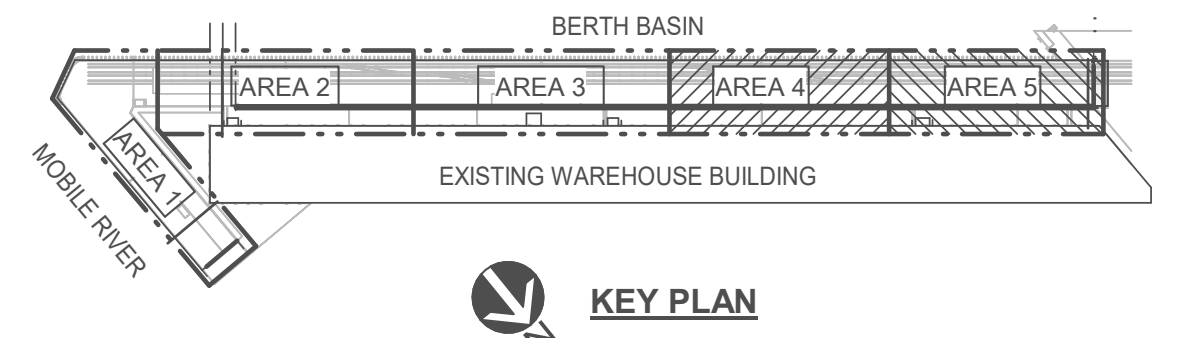 BERTH BASIN
AREA 2
AREA 3
AREA 4
AREA 5
AREA 1
MOBILE RIVER
EXISTING WAREHOUSE BUILDING
KEY PLAN